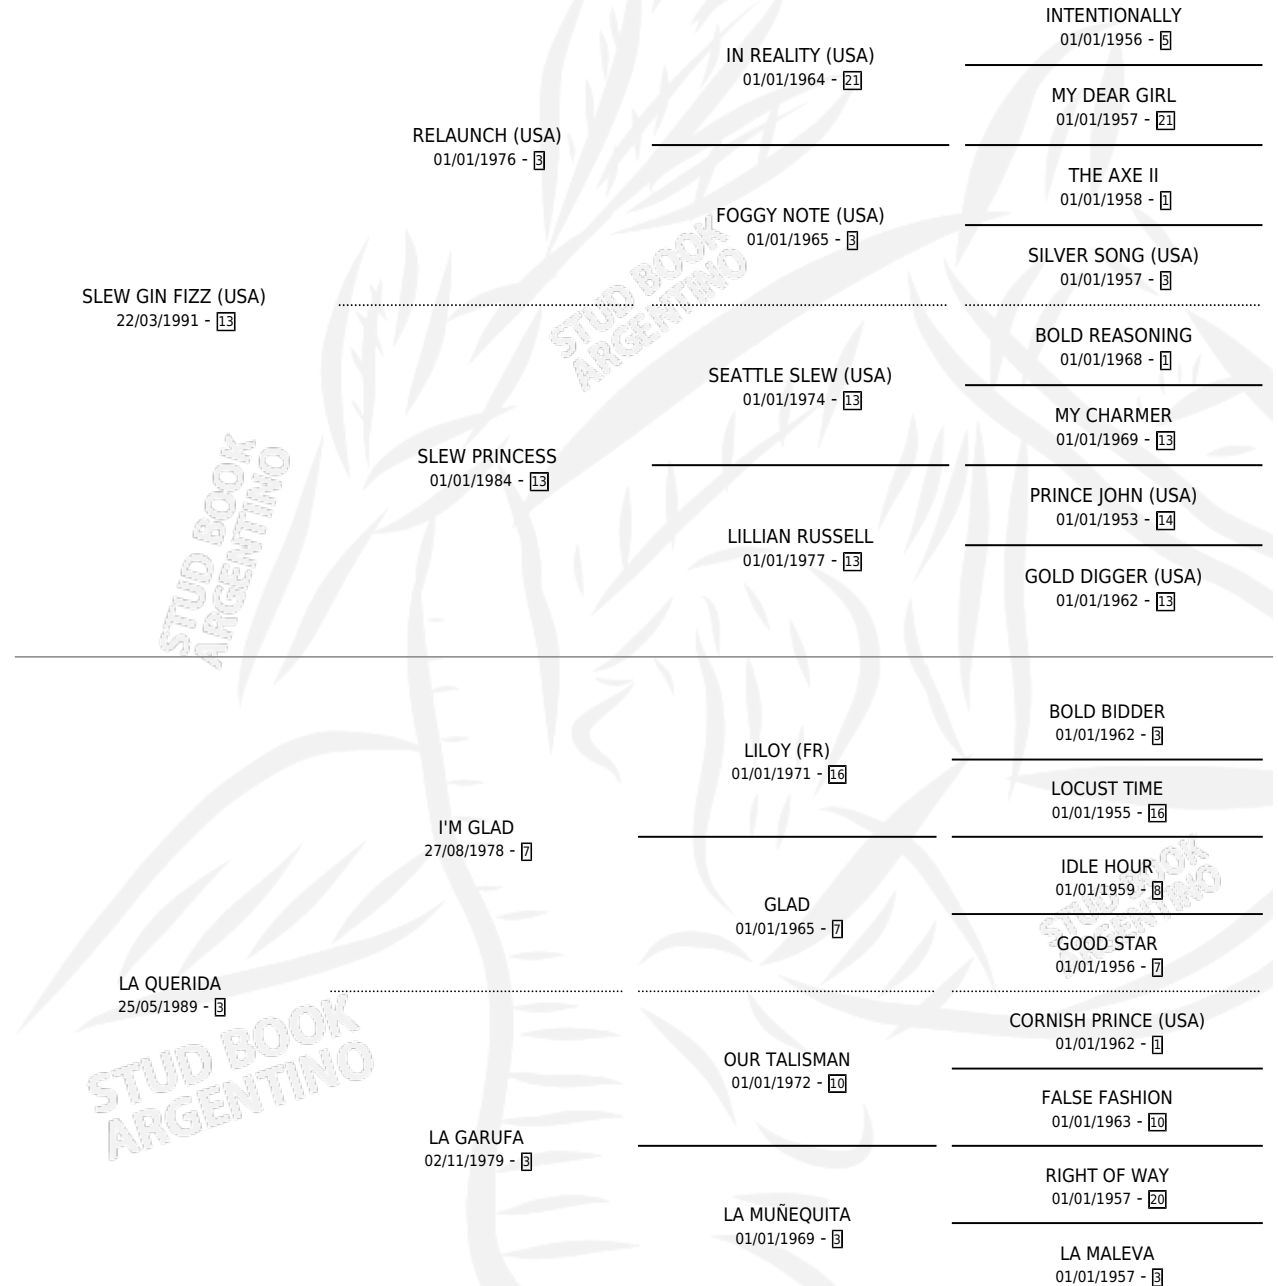 INTENTIONALLY
01/01/1956 - 5
IN REALITY (USA)
01/01/1964 - 21
MY DEAR GIRL
01/01/1957 - 21
RELAUNCH (USA)
01/01/1976 - 3
THE AXE II
01/01/1958 - 1
FOGGY NOTE (USA)
01/01/1965 - 3
SILVER SONG (USA)
01/01/1957 - 3
SLEW GIN FIZZ (USA)
22/03/1991 - 13
BOLD REASONING
01/01/1968 - 1
SEATTLE SLEW (USA)
01/01/1974 - 13
MY CHARMER
01/01/1969 - 13
SLEW PRINCESS
01/01/1984 - 13
PRINCE JOHN (USA)
01/01/1953 - 14
LILLIAN RUSSELL
01/01/1977 - 13
GOLD DIGGER (USA)
01/01/1962 - 13
BOLD BIDDER
01/01/1962 - 3
LILOY (FR)
01/01/1971 - 16
LOCUST TIME
01/01/1955 - 16
I'M GLAD
27/08/1978 - 7
IDLE HOUR
01/01/1959 - 8
GLAD
01/01/1965 - 7
GOOD STAR
01/01/1956 - 7
LA QUERIDA
25/05/1989 - 3
CORNISH PRINCE (USA)
01/01/1962 - 1
OUR TALISMAN
01/01/1972 - 10
FALSE FASHION
01/01/1963 - 10
LA GARUFA
02/11/1979 - 3
RIGHT OF WAY
01/01/1957 - 20
LA MUÑEQUITA
01/01/1969 - 3
LA MALEVA
01/01/1957 - 3
STUD BOOK
ARGENTINO
STUD BOOK
ARGENTINO
STUD BOOK
ARGENTINO
STUD BOOK
ARGENTINO